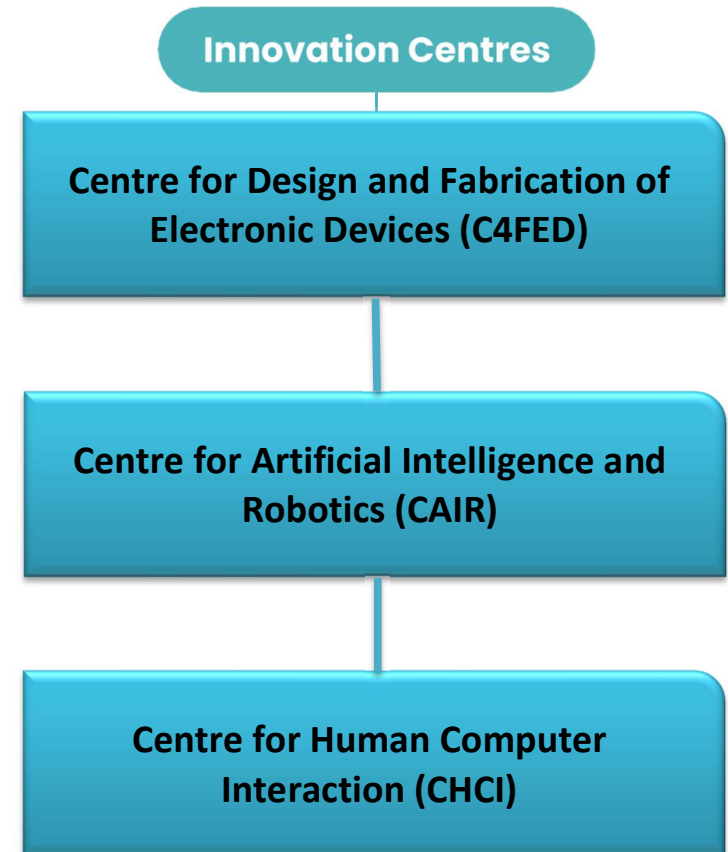 Innovation Centres
Centre for Design and Fabrication of
Electronic Devices (C4FED)
Centre for Artificial Intelligence and
Robotics (CAIR)
Centre for Human Computer
Interaction (CHCI)